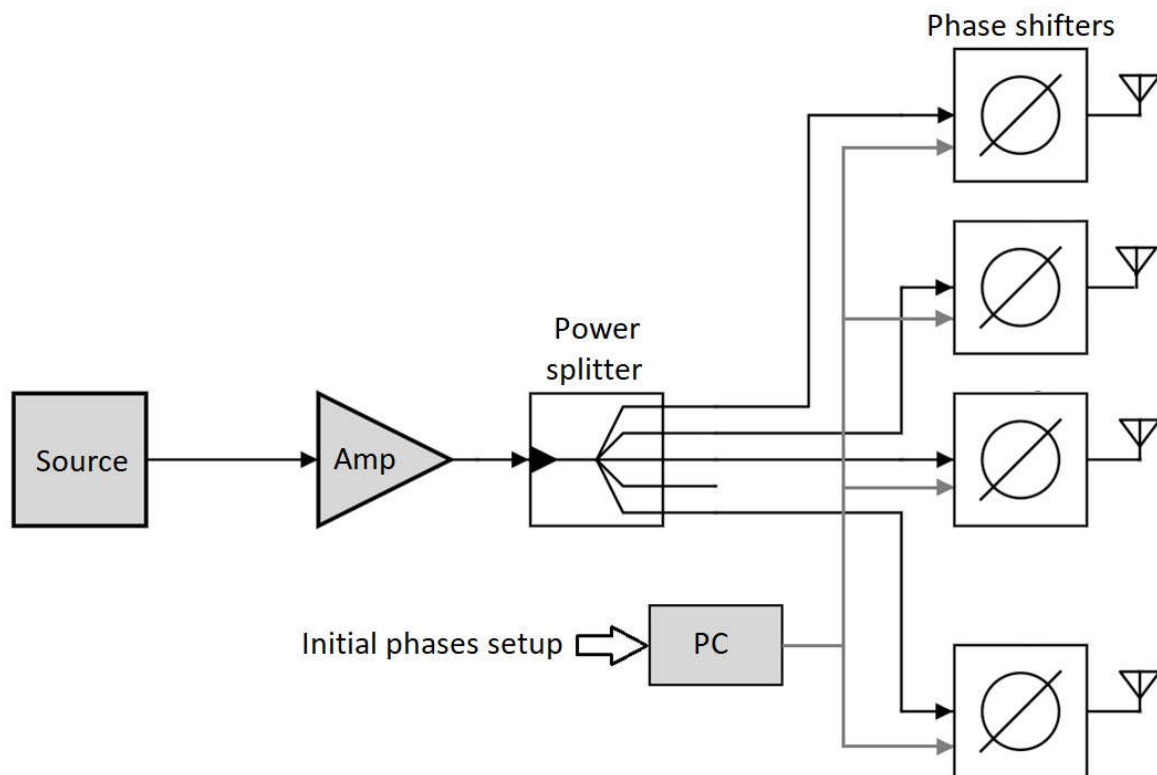 Phase shifters
Power
splitter
Source
Amp
Initial phases setup
PC